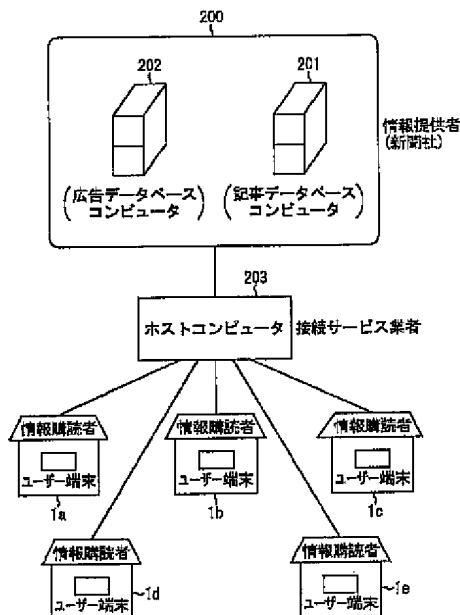 200
202
201
情報提供者
(新聞社)
(広告データベース
コンピュータ)
(記事データベース
コンピュータ)
203
ホストコンピュータ
接続サービス業者
情報購読者
ユーザー端末
1a
情報購読者
ユーザー端末
1b
情報購読者
ユーザー端末
1c
情報購読者
ユーザー端末
1d
情報購読者
ユーザー端末
1e